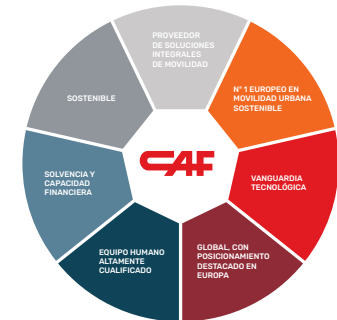 PROVEEDOR
DE SOLUCIONES
INTEGRALES
DE MOVILIDAD
Nº 1 EUROPEO EN
MOVILIDAD URBANA
SOSTENIBLE
VANGUARDIA
TECNOLÓGICA
GLOBAL, CON
POSICIONAMIENTO
DESTACADO EN
EUROPA
EQUIPO HUMANO
ALTAMENTE
CUALIFICADO
SOLVENCIA Y
CAPACIDAD
FINANCIERA
SOSTENIBLE
CAF